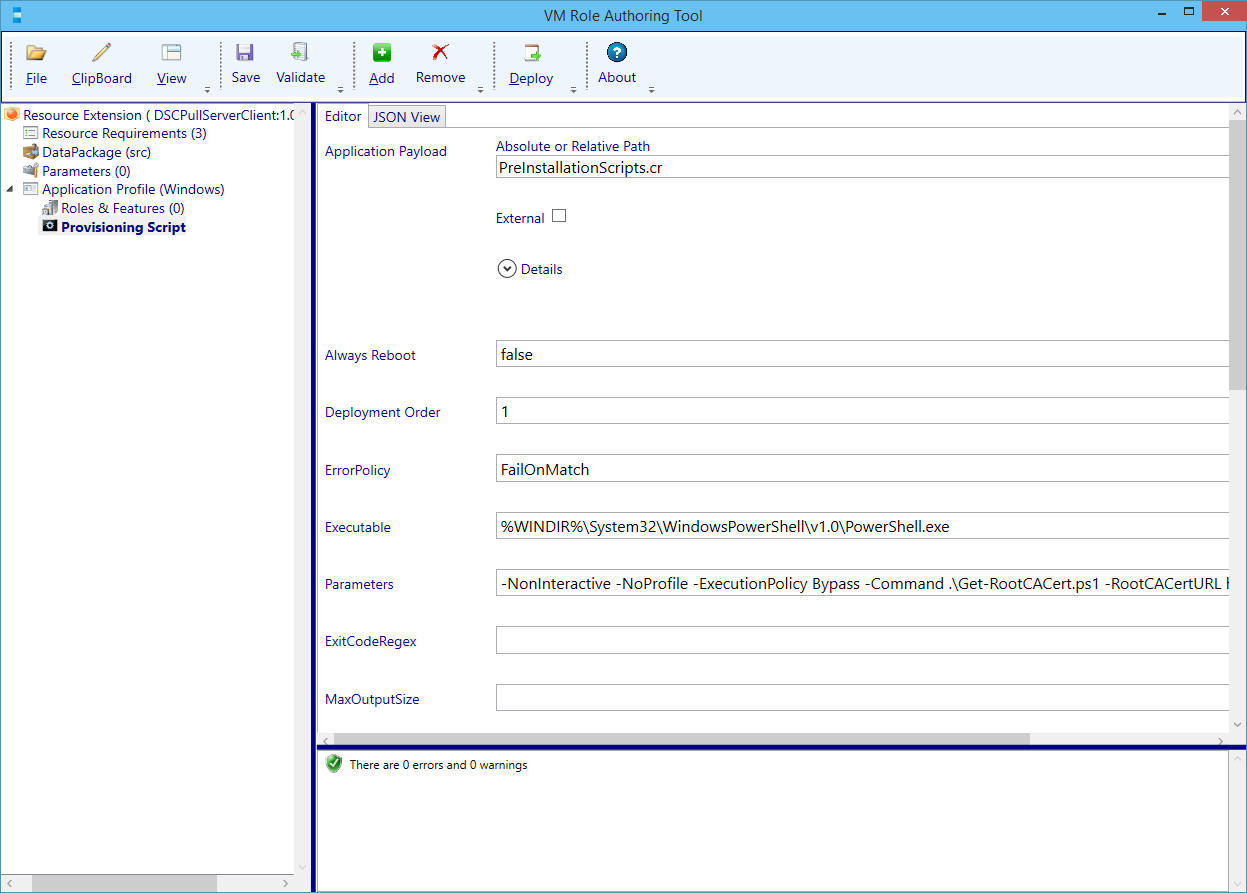 VM Role Authoring Tool
File
ClipBoard
View
Save
Validate
Add
Remove
Deploy
About
Resource Extension ( DSCPullServerClient:1.0
Resource Requirements (3)
DataPackage (src)
Parameters (0)
Application Profile (Windows)
Roles & Features (0)
Provisioning Script
Editor
JSON View
Application Payload
Absolute or Relative Path
PreInstallationScripts.cr
External
Details
Always Reboot
false
Deployment Order
1
ErrorPolicy
FailOnMatch
Executable
%WINDIR%\System32\WindowsPowerShell\v1.0\PowerShell.exe
Parameters
-NonInteractive -NoProfile -ExecutionPolicy Bypass -Command .\Get-RootCACert.ps1 -RootCACertURL
ExitCodeRegex
MaxOutputSize
There are 0 errors and 0 warnings